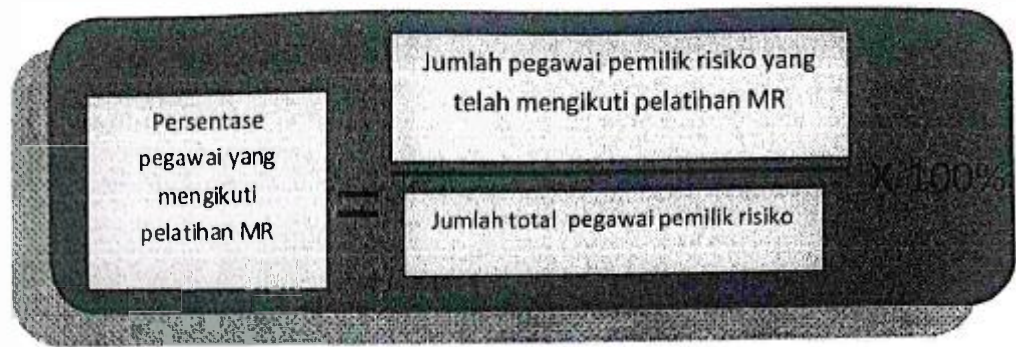 Persentase
pegawai yang
mengikuti
pelatihan MR
=
Jumlah pegawai pemilik risiko yang
telah mengikuti pelatihan MR
Jumlah total pegawai pemilik risiko
X 100%